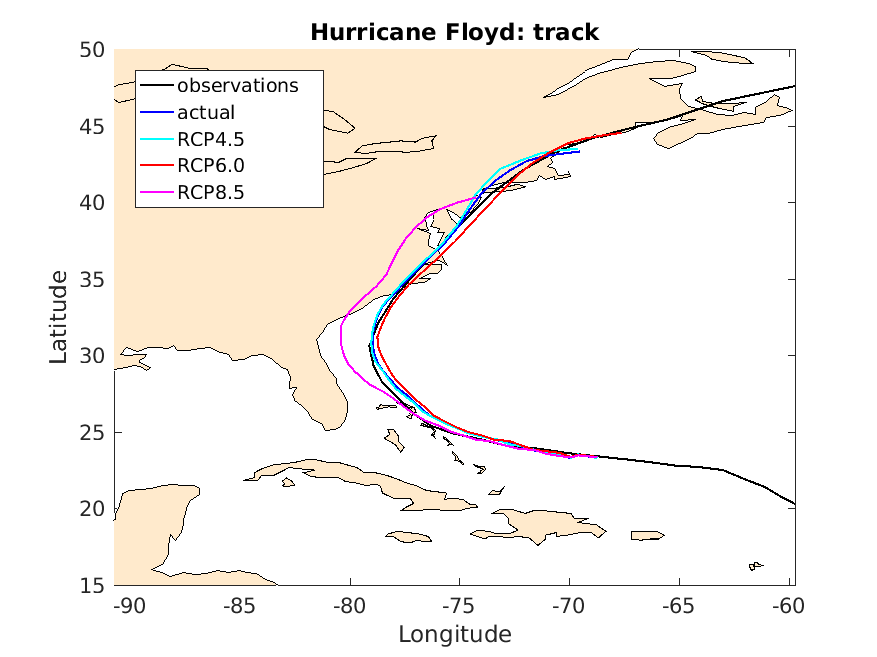 Hurricane Floyd: track
50
45
40
35
30
25
20
15
Latitude
observations
actual
RCP4.5
RCP6.0
RCP8.5
-90 -85 -80 -75 -70 -65 -60
Longitude